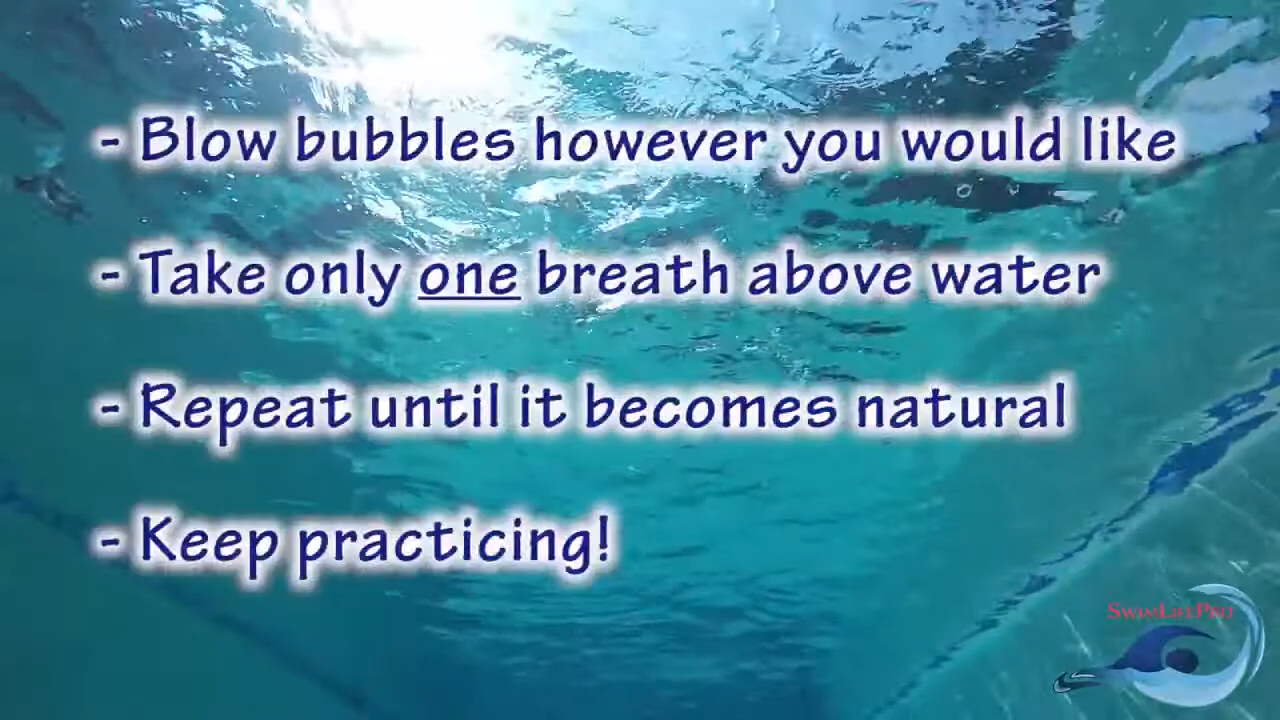 - Blow bubbles however you would like
- Take only one breath above water
- Repeat until it becomes natural
- Keep practicing!
SwimLifePro